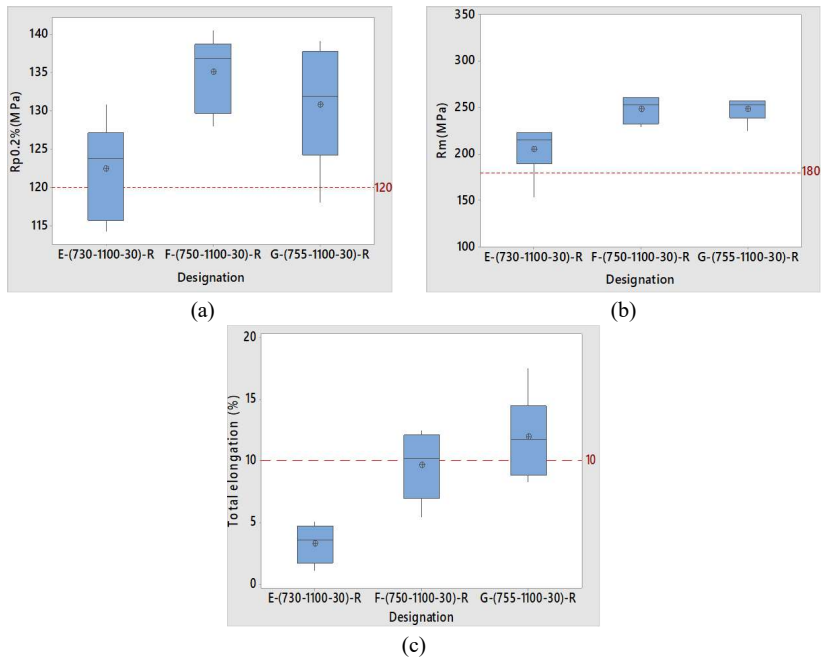 140
135
130
125
120
115
Rp0.2%(MPa)
120
E-(730-1100-30)-R F-(750-1100-30)-R G-(755-1100-30)-R
Designation
(a)
350
300
250
200
150
100
Rm(MPa)
180
E-(730-1100-30)-R F-(750-1100-30)-R G-(755-1100-30)-R
Designation
(b)
20
15
10
5
0
Total elongation (%)
10
E-(730-1100-30)-R F-(750-1100-30)-R G-(755-1100-30)-R
Designation
(c)